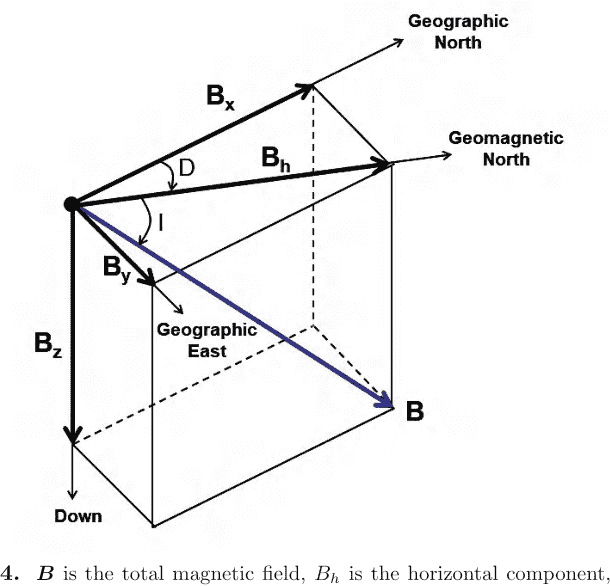 Geographic
North
Bx
Geomagnetic
North
Bh
D
I
By
Geographic
East
Bz
B
Down
4. B is the total magnetic field, Bh is the horizontal component,